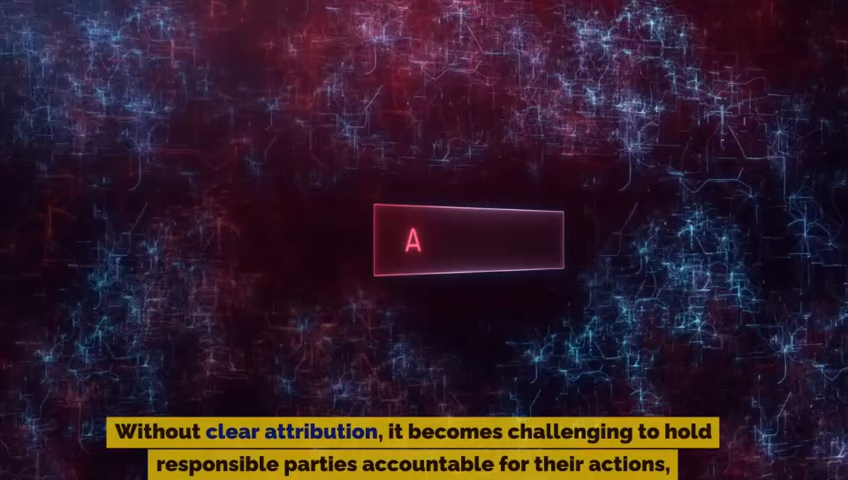 A
Without clear attribution, it becomes challenging to hold
responsible parties accountable for their actions,